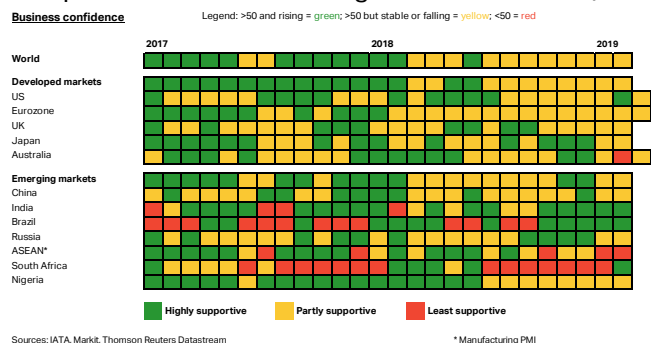 Business confidence
Legend: >50 and rising = green; >50 but stable or falling = yellow; <50 = red
2017 2018 2019
World
Developed markets
US
Eurozone
UK
Japan
Australia
Emerging markets
China
India
Brazil
Russia
ASEAN*
South Africa
Nigeria
Highly supportive Partly supportive Least supportive
Sources: IATA, Markit, Thomson Reuters Datastream * Manufacturing PMI